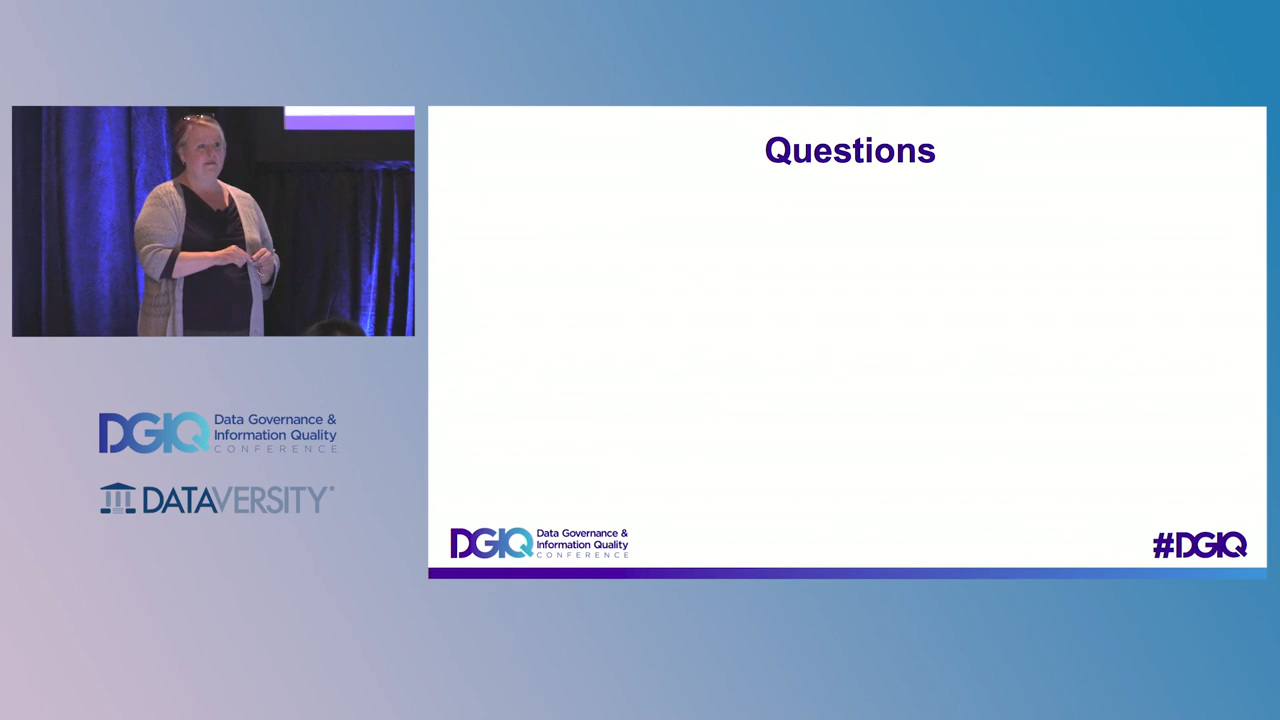 Questions
DGIQ
Data Governance &
Information Quality
CONFERENCE
DATAVERSITY
DGIQ
Data Governance &
Information Quality
CONFERENCE
#DGIQ